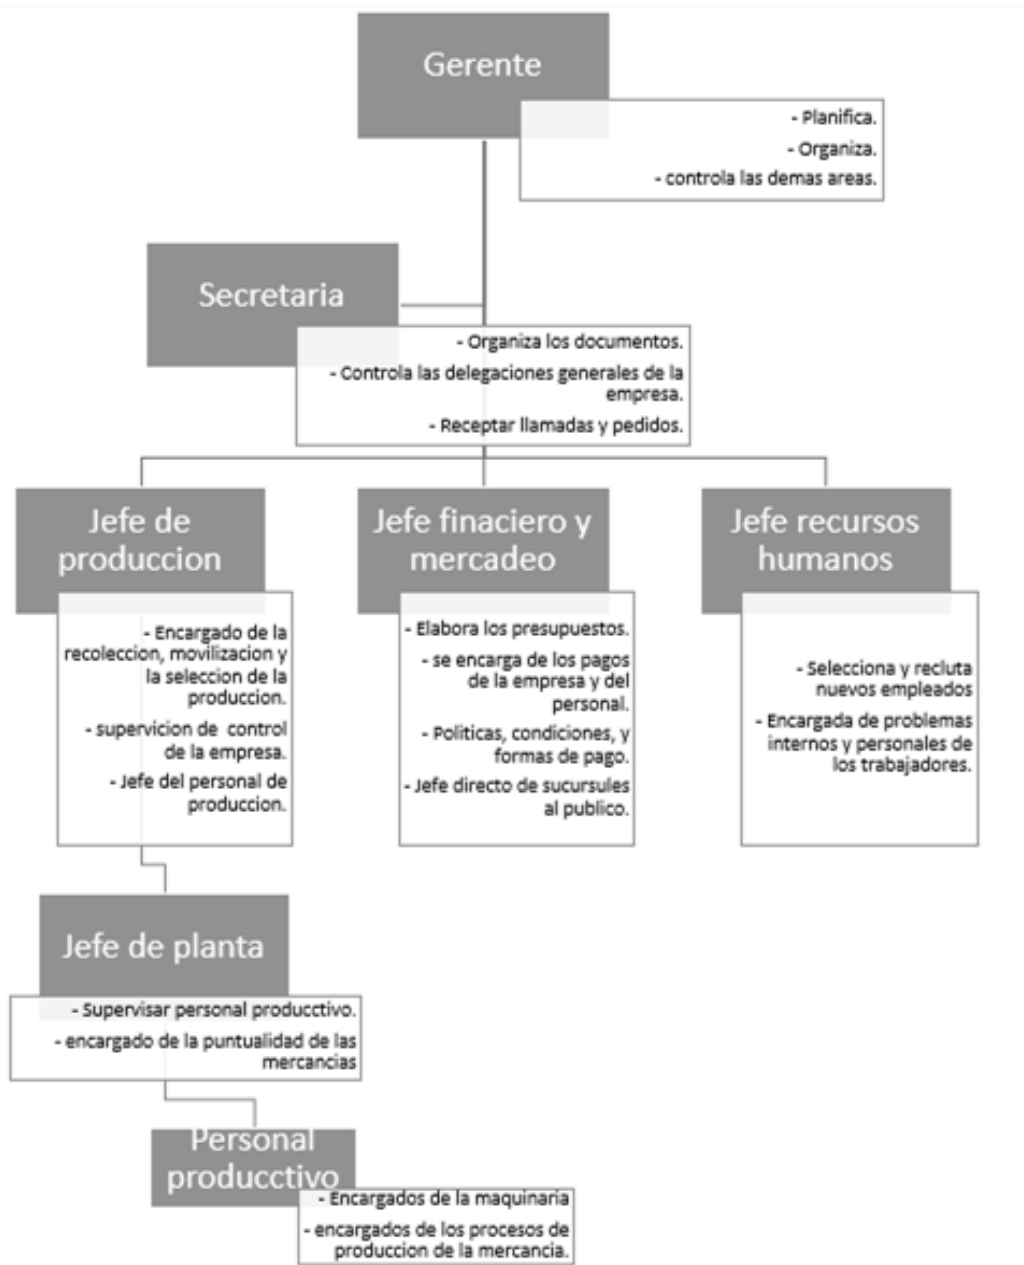 Gerente
- Planifica.
- Organiza.
- controla las demas areas.
Secretaria
- Organiza los documentos.
- Controla las delegaciones generales de la
empresa.
- Receptar llamadas y pedidos.
Jefe de
produccion
- Encargado de la
recoleccion, movilizacion y
la seleccion de la
produccion.
- supervicion de control
de la empresa.
- Jefe del personal de
produccion.
Jefe finaciero y
mercadeo
- Elabora los presupuestos.
- se encarga de los pagos
de la empresa y del
personal.
- Politicas, condiciones, y
formas de pago.
- Jefe directo de sucursules
al publico.
Jefe recursos
humanos
- Selecciona y recluta
nuevos empleados
- Encargada de problemas
internos y personales de
los trabajadores.
Jefe de planta
- Supervisar personal producctivo.
- encargado de la puntualidad de las
mercancias
Personal
producctivo
- Encargados de la maquinaria
- encargados de los procesos de
produccion de la mercancia.